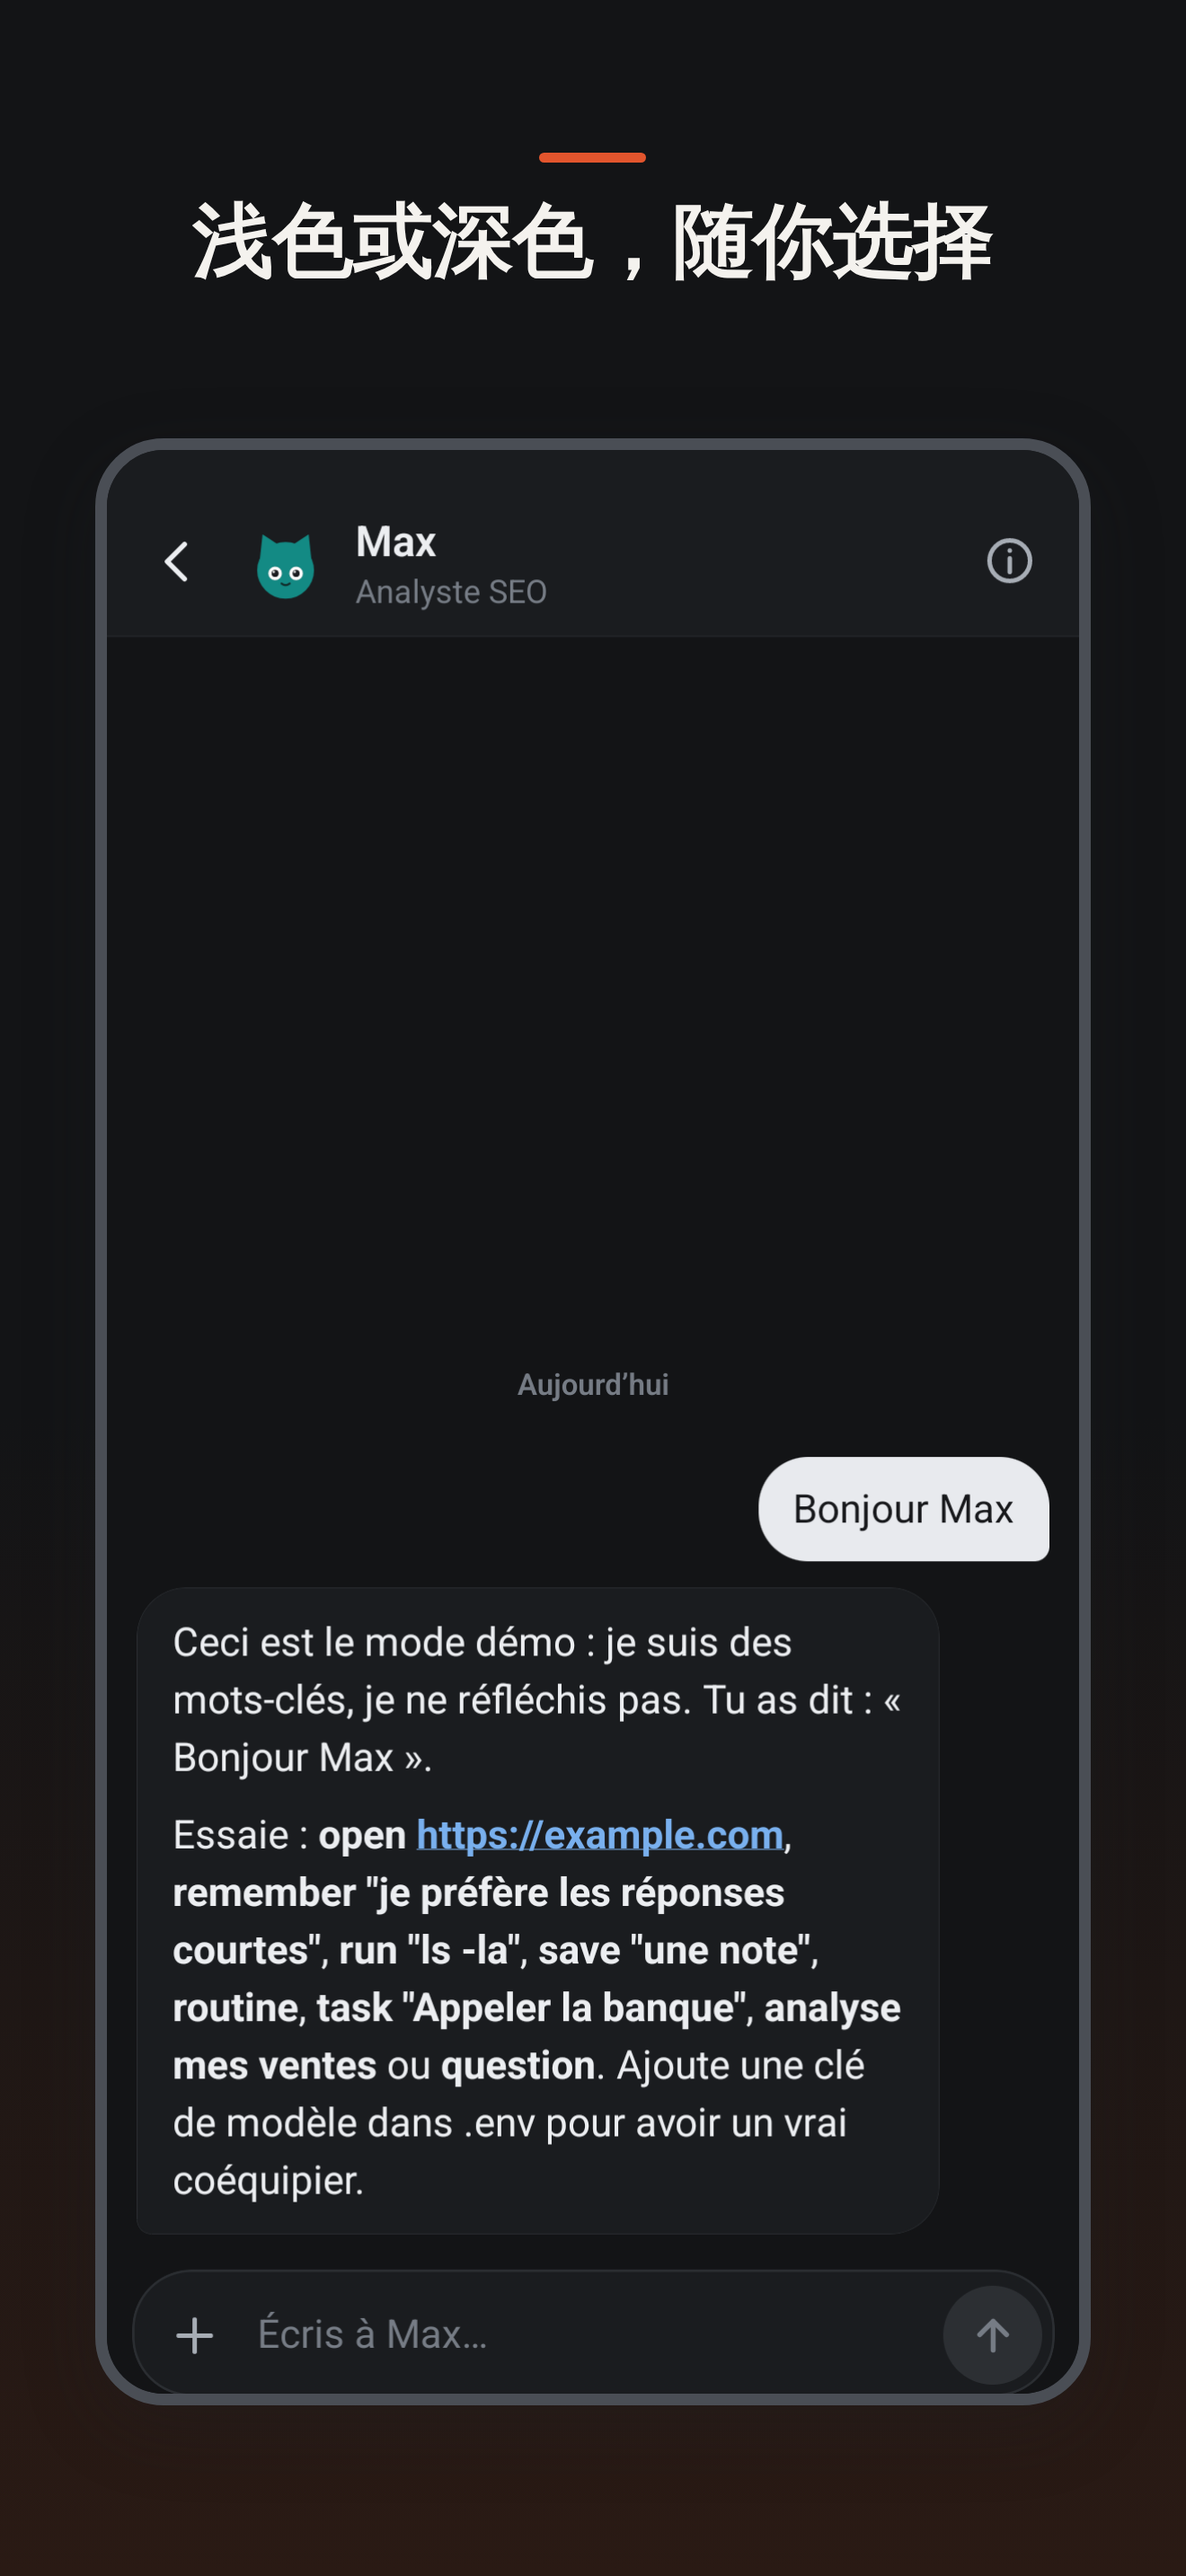 浅色或深色，随你选择
Max
Analyste SEO
Aujourd’hui
Bonjour Max
Ceci est le mode démo : je suis des
mots-clés, je ne réfléchis pas. Tu as dit : «
Bonjour Max ».
Essaie : open https://example.com,
remember "je préfère les réponses
courtes", run "ls -la", save "une note",
routine, task "Appeler la banque", analyse
mes ventes ou question. Ajoute une clé
de modèle dans .env pour avoir un vrai
coéquipier.
Écris à Max…